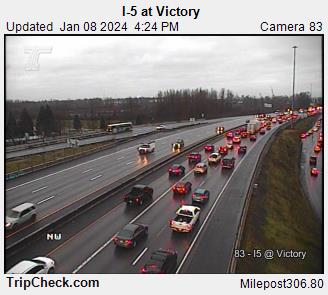 I-5 at Victory
Updated  Jan 08 2024  4:24 PM Camera 83
NW
83 - I5 @ Victory
TripCheck.com Milepost306.80